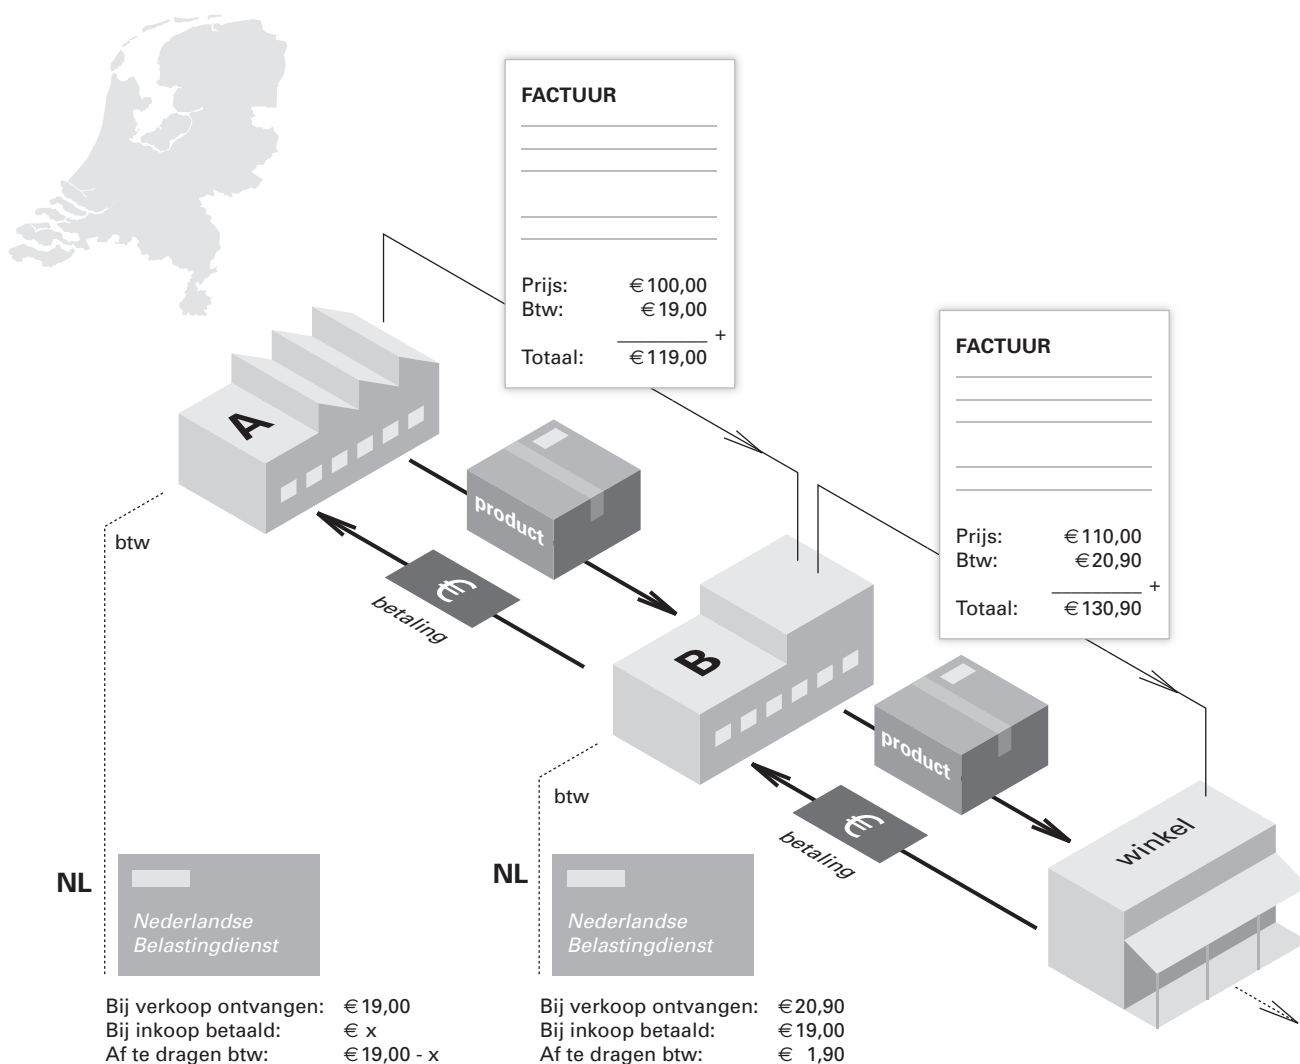 FACTUUR
Prijs: €100,00
Btw: €19,00
+
Totaal: €119,00
FACTUUR
Prijs: €110,00
Btw: €20,90
+
Totaal: €130,90
A
product
€
betaling
btw
B
product
€
betaling
btw
winkel
NL
Nederlandse
Belastingdienst
Bij verkoop ontvangen: €19,00
Bij inkoop betaald: € x
Af te dragen btw: €19,00 - x
NL
Nederlandse
Belastingdienst
Bij verkoop ontvangen: €20,90
Bij inkoop betaald: €19,00
Af te dragen btw: € 1,90